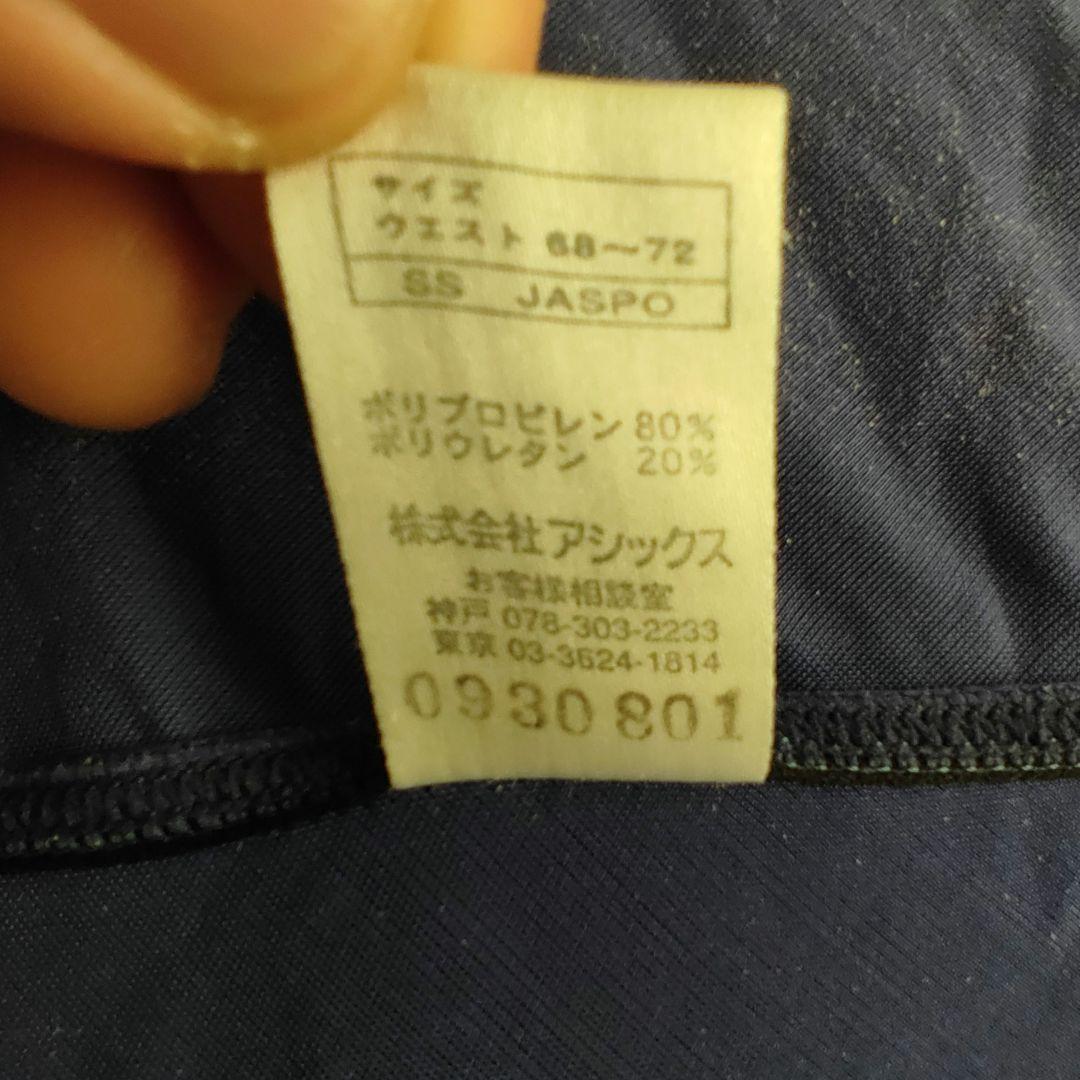 サイズ
ウエスト 68〜72
SS JASPO
ポリプロピレン 80%
ポリウレタン 20%
株式会社アシックス
お客様相談室
神戸 078-303-2233
東京 03-3624-1814
0930801